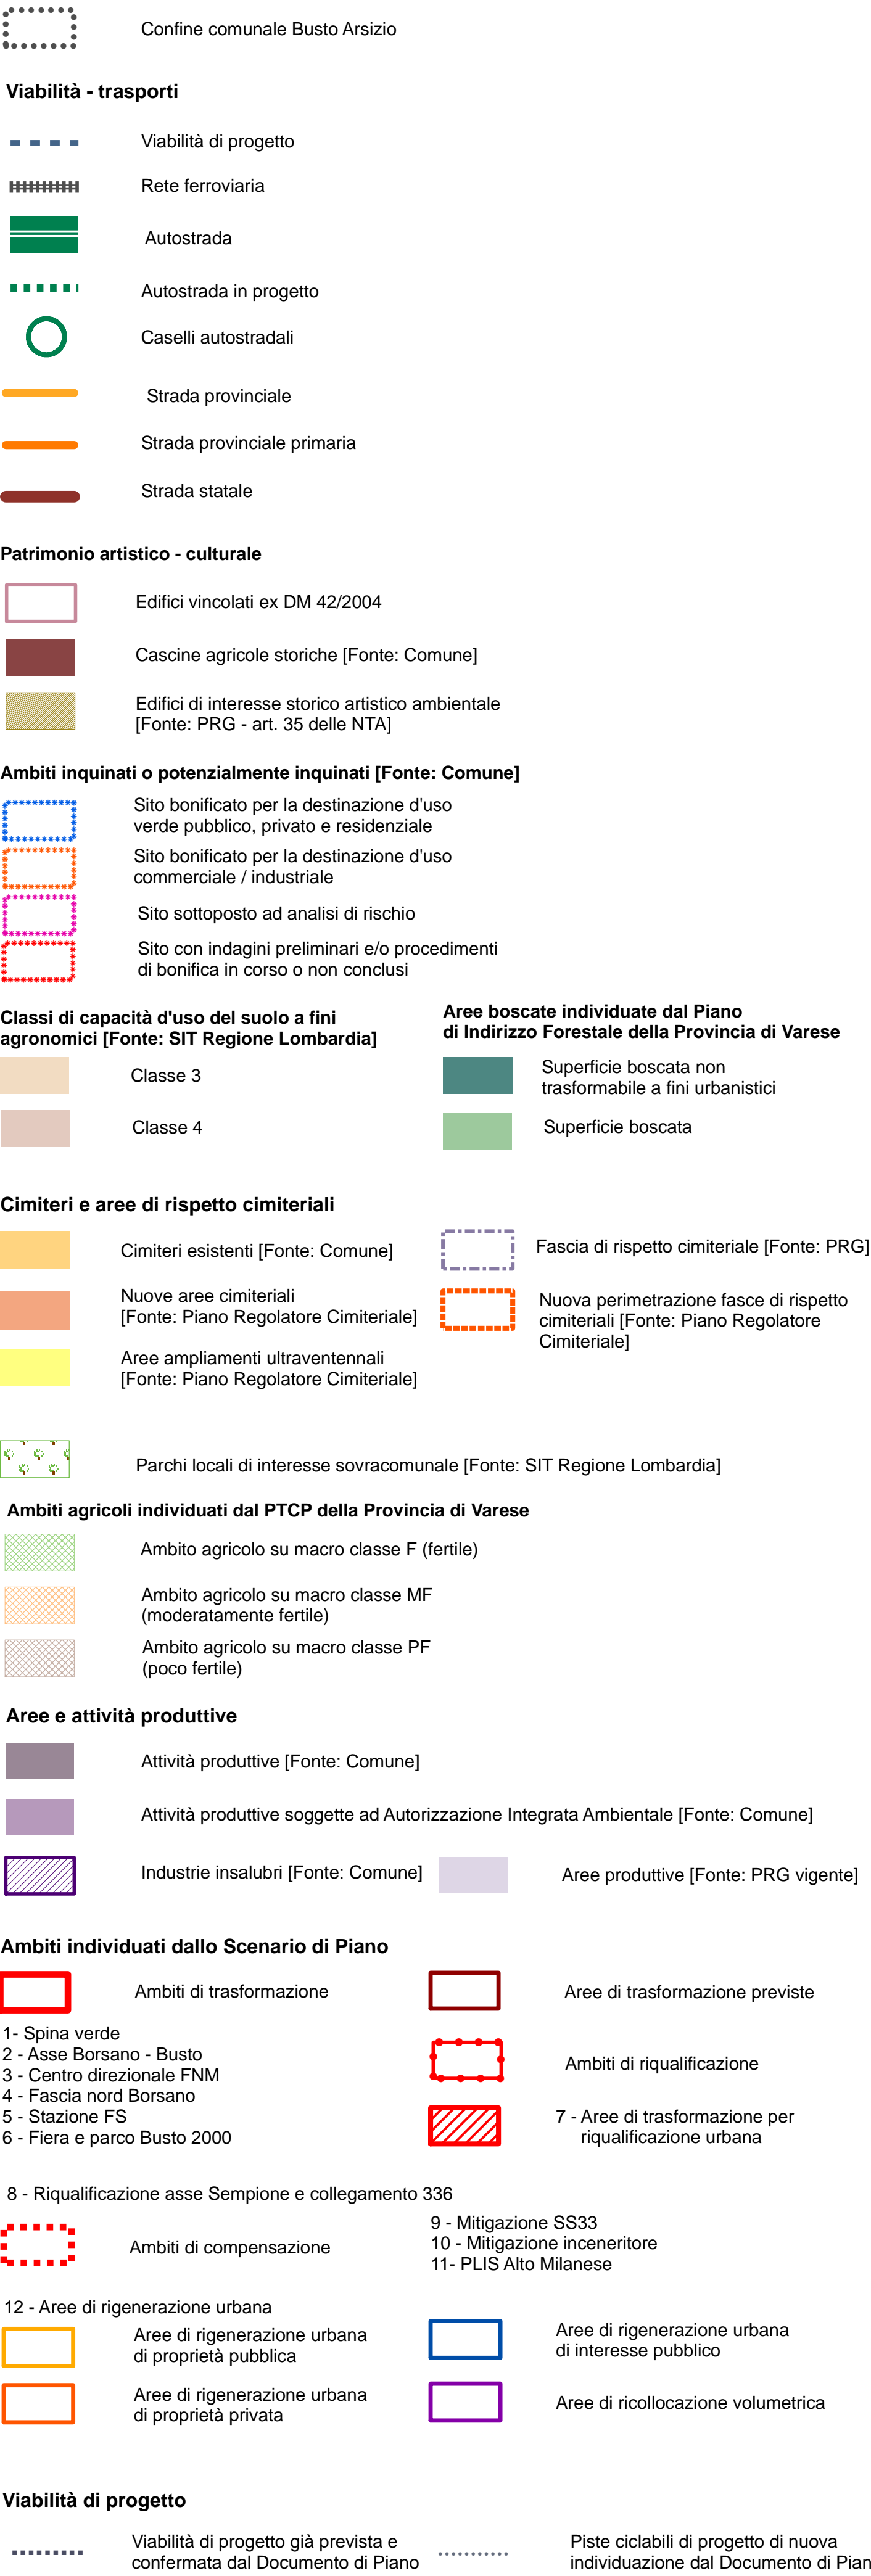 Confine comunale Busto Arsizio
Viabilità - trasporti
Viabilità di progetto
Rete ferroviaria
Autostrada
Autostrada in progetto
Caselli autostradali
Strada provinciale
Strada provinciale primaria
Strada statale
Patrimonio artistico - culturale
Edifici vincolati ex DM 42/2004
Cascine agricole storiche [Fonte: Comune]
Edifici di interesse storico artistico ambientale
[Fonte: PRG - art. 35 delle NTA]
Ambiti inquinati o potenzialmente inquinati [Fonte: Comune]
Sito bonificato per la destinazione d'uso
verde pubblico, privato e residenziale
Sito bonificato per la destinazione d'uso
commerciale / industriale
Sito sottoposto ad analisi di rischio
Sito con indagini preliminari e/o procedimenti
di bonifica in corso o non conclusi
Classi di capacità d'uso del suolo a fini
agronomici [Fonte: SIT Regione Lombardia]
Classe 3
Classe 4
Aree boscate individuate dal Piano
di Indirizzo Forestale della Provincia di Varese
Superficie boscata non
trasformabile a fini urbanistici
Superficie boscata
Cimiteri e aree di rispetto cimiteriali
Cimiteri esistenti [Fonte: Comune]
Nuove aree cimiteriali
[Fonte: Piano Regolatore Cimiteriale]
Aree ampliamenti ultraventennali
[Fonte: Piano Regolatore Cimiteriale]
Fascia di rispetto cimiteriale [Fonte: PRG]
Nuova perimetrazione fasce di rispetto
cimiteriali [Fonte: Piano Regolatore
Cimiteriale]
Parchi locali di interesse sovracomunale [Fonte: SIT Regione Lombardia]
Ambiti agricoli individuati dal PTCP della Provincia di Varese
Ambito agricolo su macro classe F (fertile)
Ambito agricolo su macro classe MF
(moderatamente fertile)
Ambito agricolo su macro classe PF
(poco fertile)
Aree e attività produttive
Attività produttive [Fonte: Comune]
Attività produttive soggette ad Autorizzazione Integrata Ambientale [Fonte: Comune]
Industrie insalubri [Fonte: Comune]
Aree produttive [Fonte: PRG vigente]
Ambiti individuati dallo Scenario di Piano
Ambiti di trasformazione
1- Spina verde
2 - Asse Borsano - Busto
3 - Centro direzionale FNM
4 - Fascia nord Borsano
5 - Stazione FS
6 - Fiera e parco Busto 2000
Aree di trasformazione previste
Ambiti di riqualificazione
7 - Aree di trasformazione per
riqualificazione urbana
8 - Riqualificazione asse Sempione e collegamento 336
Ambiti di compensazione
9 - Mitigazione SS33
10 - Mitigazione inceneritore
11- PLIS Alto Milanese
12 - Aree di rigenerazione urbana
Aree di rigenerazione urbana
di proprietà pubblica
Aree di rigenerazione urbana
di proprietà privata
Aree di rigenerazione urbana
di interesse pubblico
Aree di ricollocazione volumetrica
Viabilità di progetto
Viabilità di progetto già prevista e
confermata dal Documento di Piano
Piste ciclabili di progetto di nuova
individuazione dal Documento di Pian